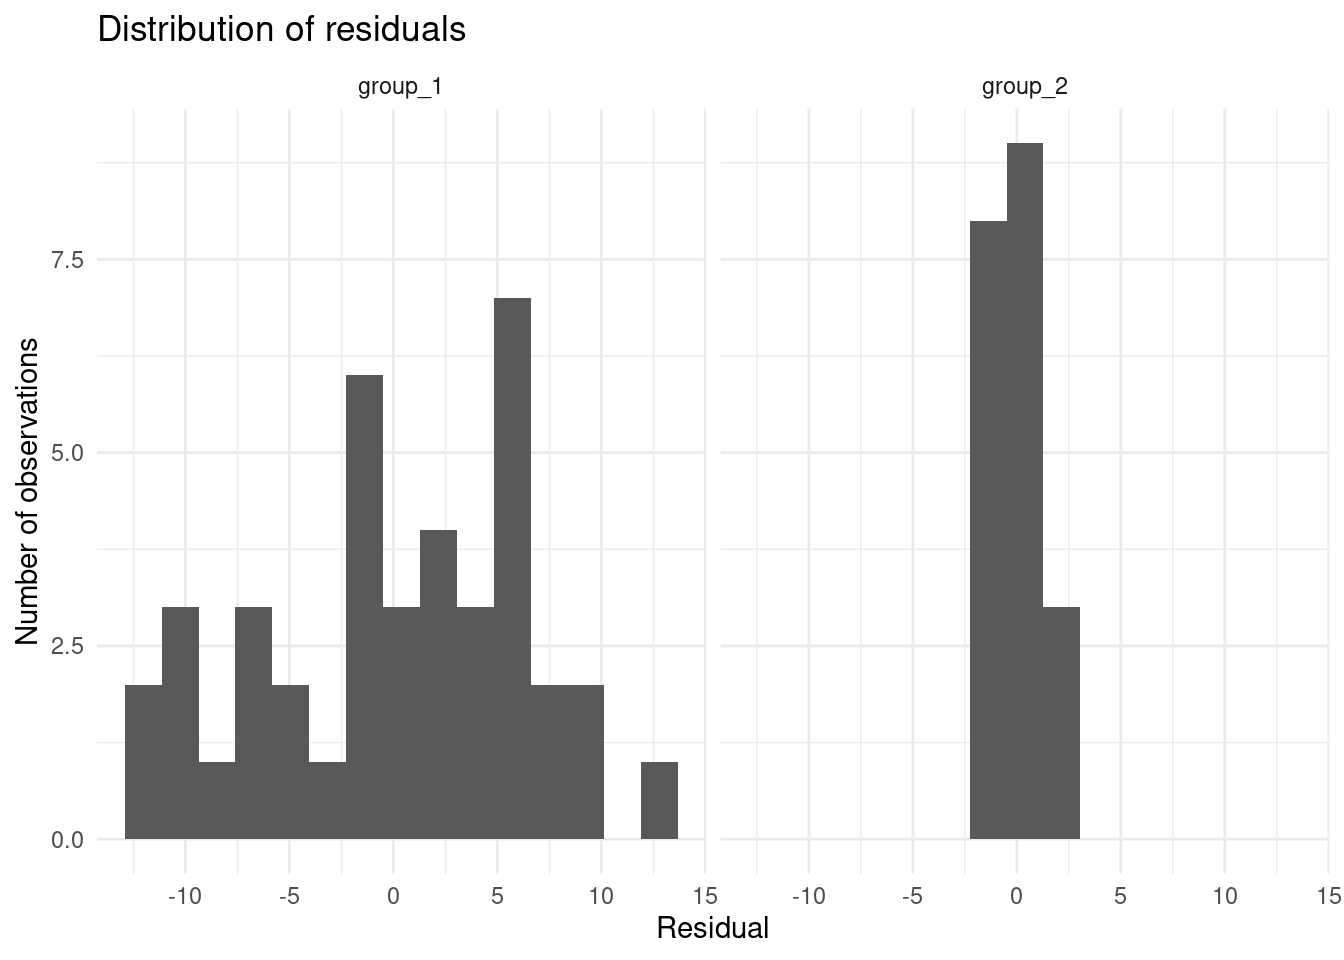 Distribution of residuals
group_1 group_2
Number of observations
7.5
5.0
2.5
0.0
-10 -5 0 5 10 15 -10 -5 0 5 10 15
Residual